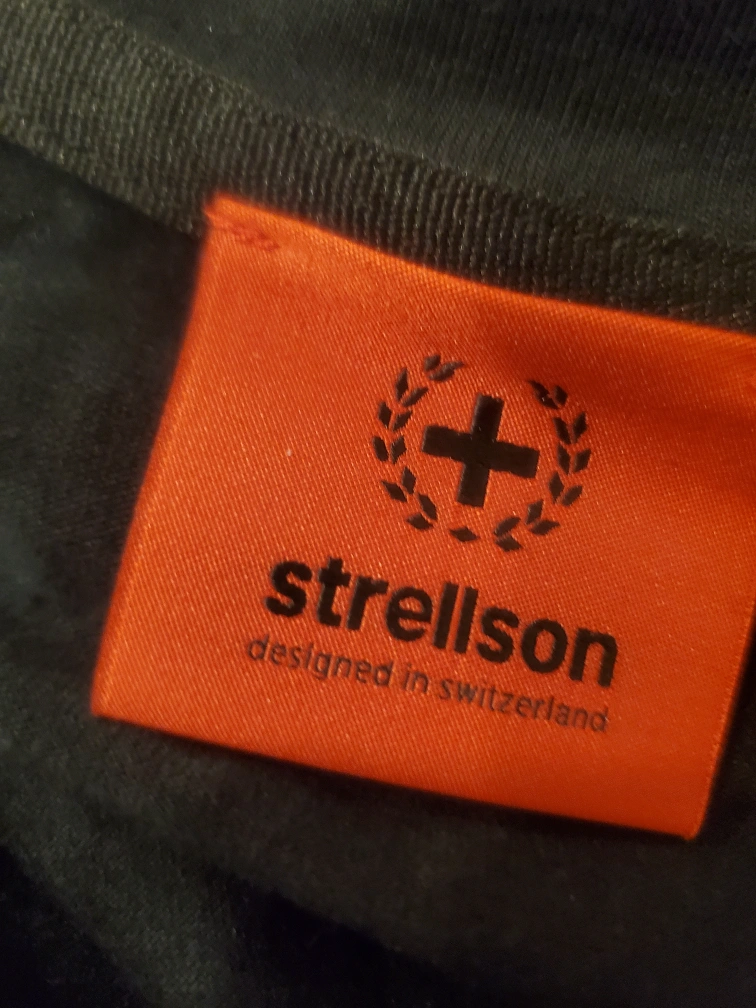 strellson
designed in switzerland